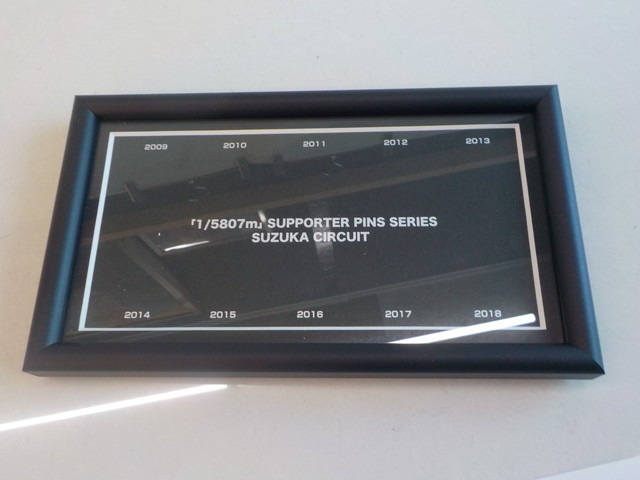 2009 2010 2011 2012 2013
『1/5807m』 SUPPORTER PINS SERIES
SUZUKA CIRCUIT
2014 2015 2016 2017 2018